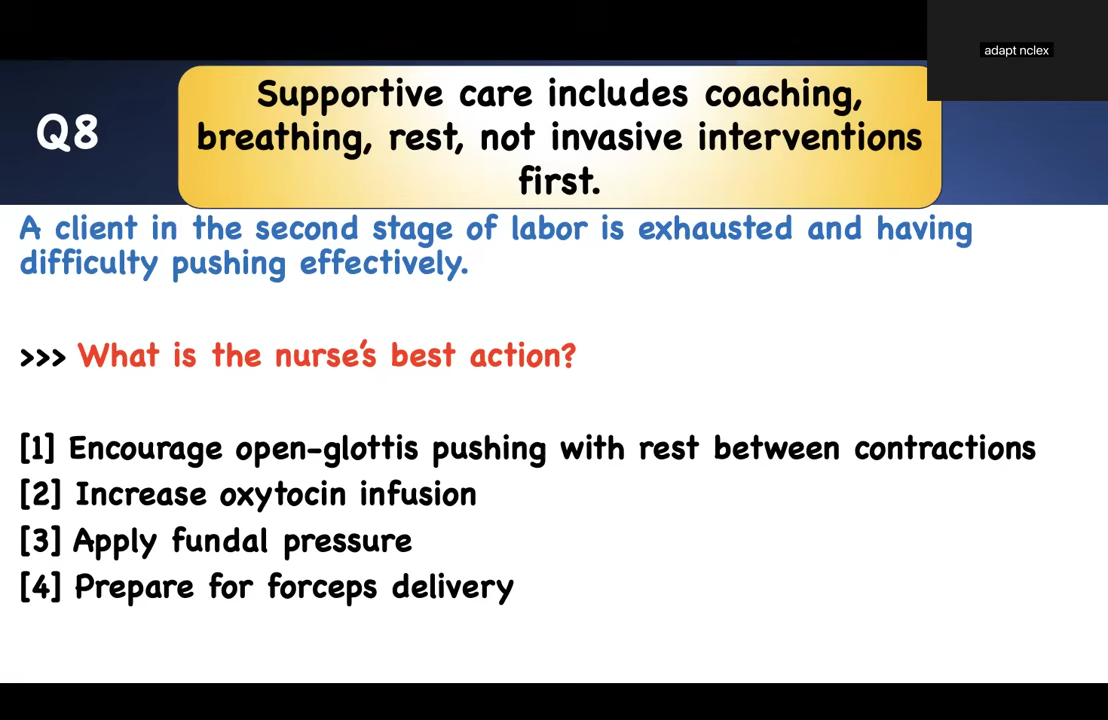 adapt nclex
Q8
Supportive care includes coaching,
breathing, rest, not invasive interventions
first.
A client in the second stage of labor is exhausted and having
difficulty pushing effectively.
>>> What is the nurse's best action?
[1] Encourage open-glottis pushing with rest between contractions
[2] Increase oxytocin infusion
[3] Apply fundal pressure
[4] Prepare for forceps delivery